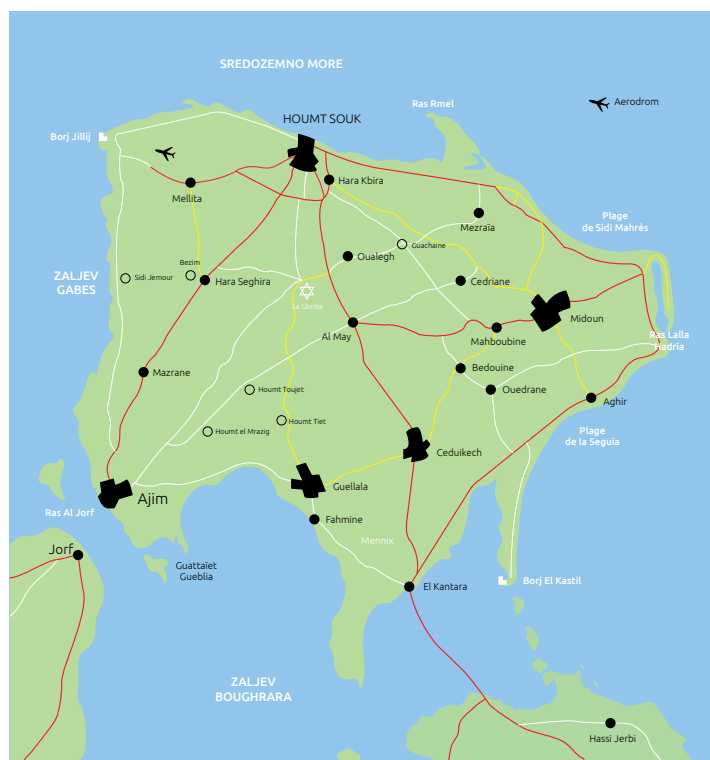 SREDOZEMNO MORE
Ras Rmel
Aerodrom
HOUMT SOUK
Borj Jillij
Hara Kbira
Mellita
Mezraïa
Plage
de Sidi Mahrès
Guachaine
Oualegh
Bezim
ZALJEV
GABES
Sidi Jemour
Hara Seghira
Cedriane
La Ghriba
Midoun
Al May
Mahboubine
Ras Lalla
Hadria
Mazrane
Bedouine
Houmt Toujet
Ouedrane
Aghir
Houmt Tiet
Houmt el Mrazig
Plage
de la Seguia
Ceduikech
Guellala
Ajim
Ras Al Jorf
Fahmine
Mennix
Jorf
Guattaïet
Gueblia
El Kantara
Borj El Kastil
ZALJEV
BOUGHRARA
Hassi Jerbi